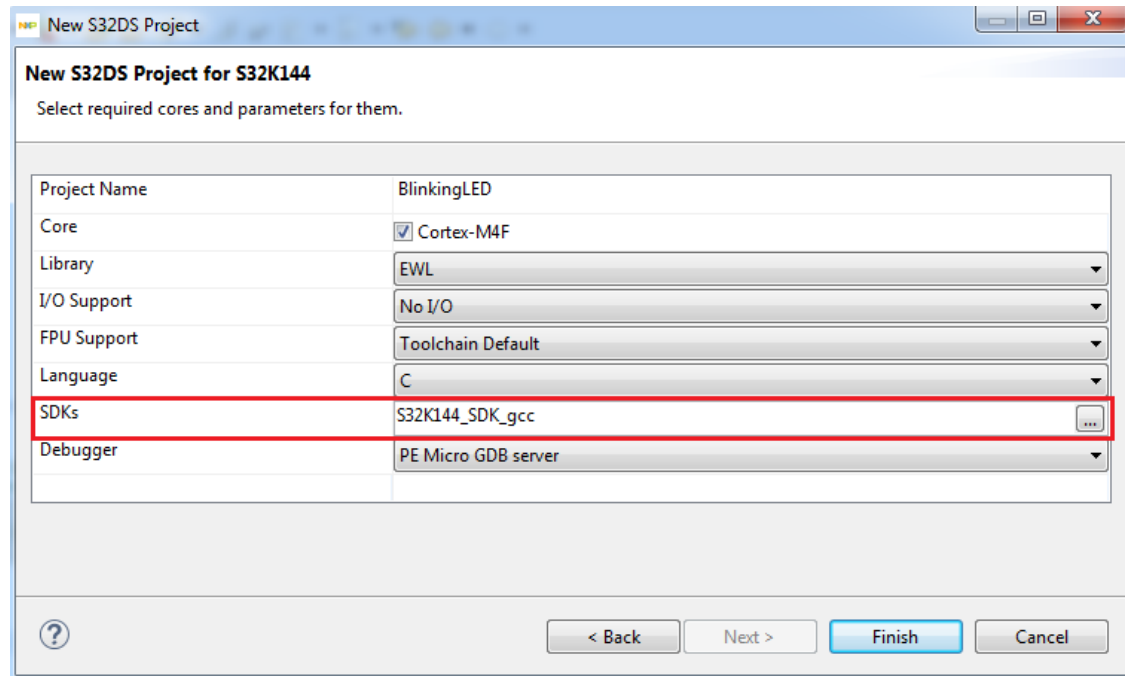 NXP New S32DS Project
New S32DS Project for S32K144
Select required cores and parameters for them.
Project Name BlinkingLED
Core Cortex-M4F
Library EWL
I/O Support No I/O
FPU Support Toolchain Default
Language C
SDKs S32K144_SDK_gcc ...
Debugger PE Micro GDB server
? < Back Next > Finish Cancel